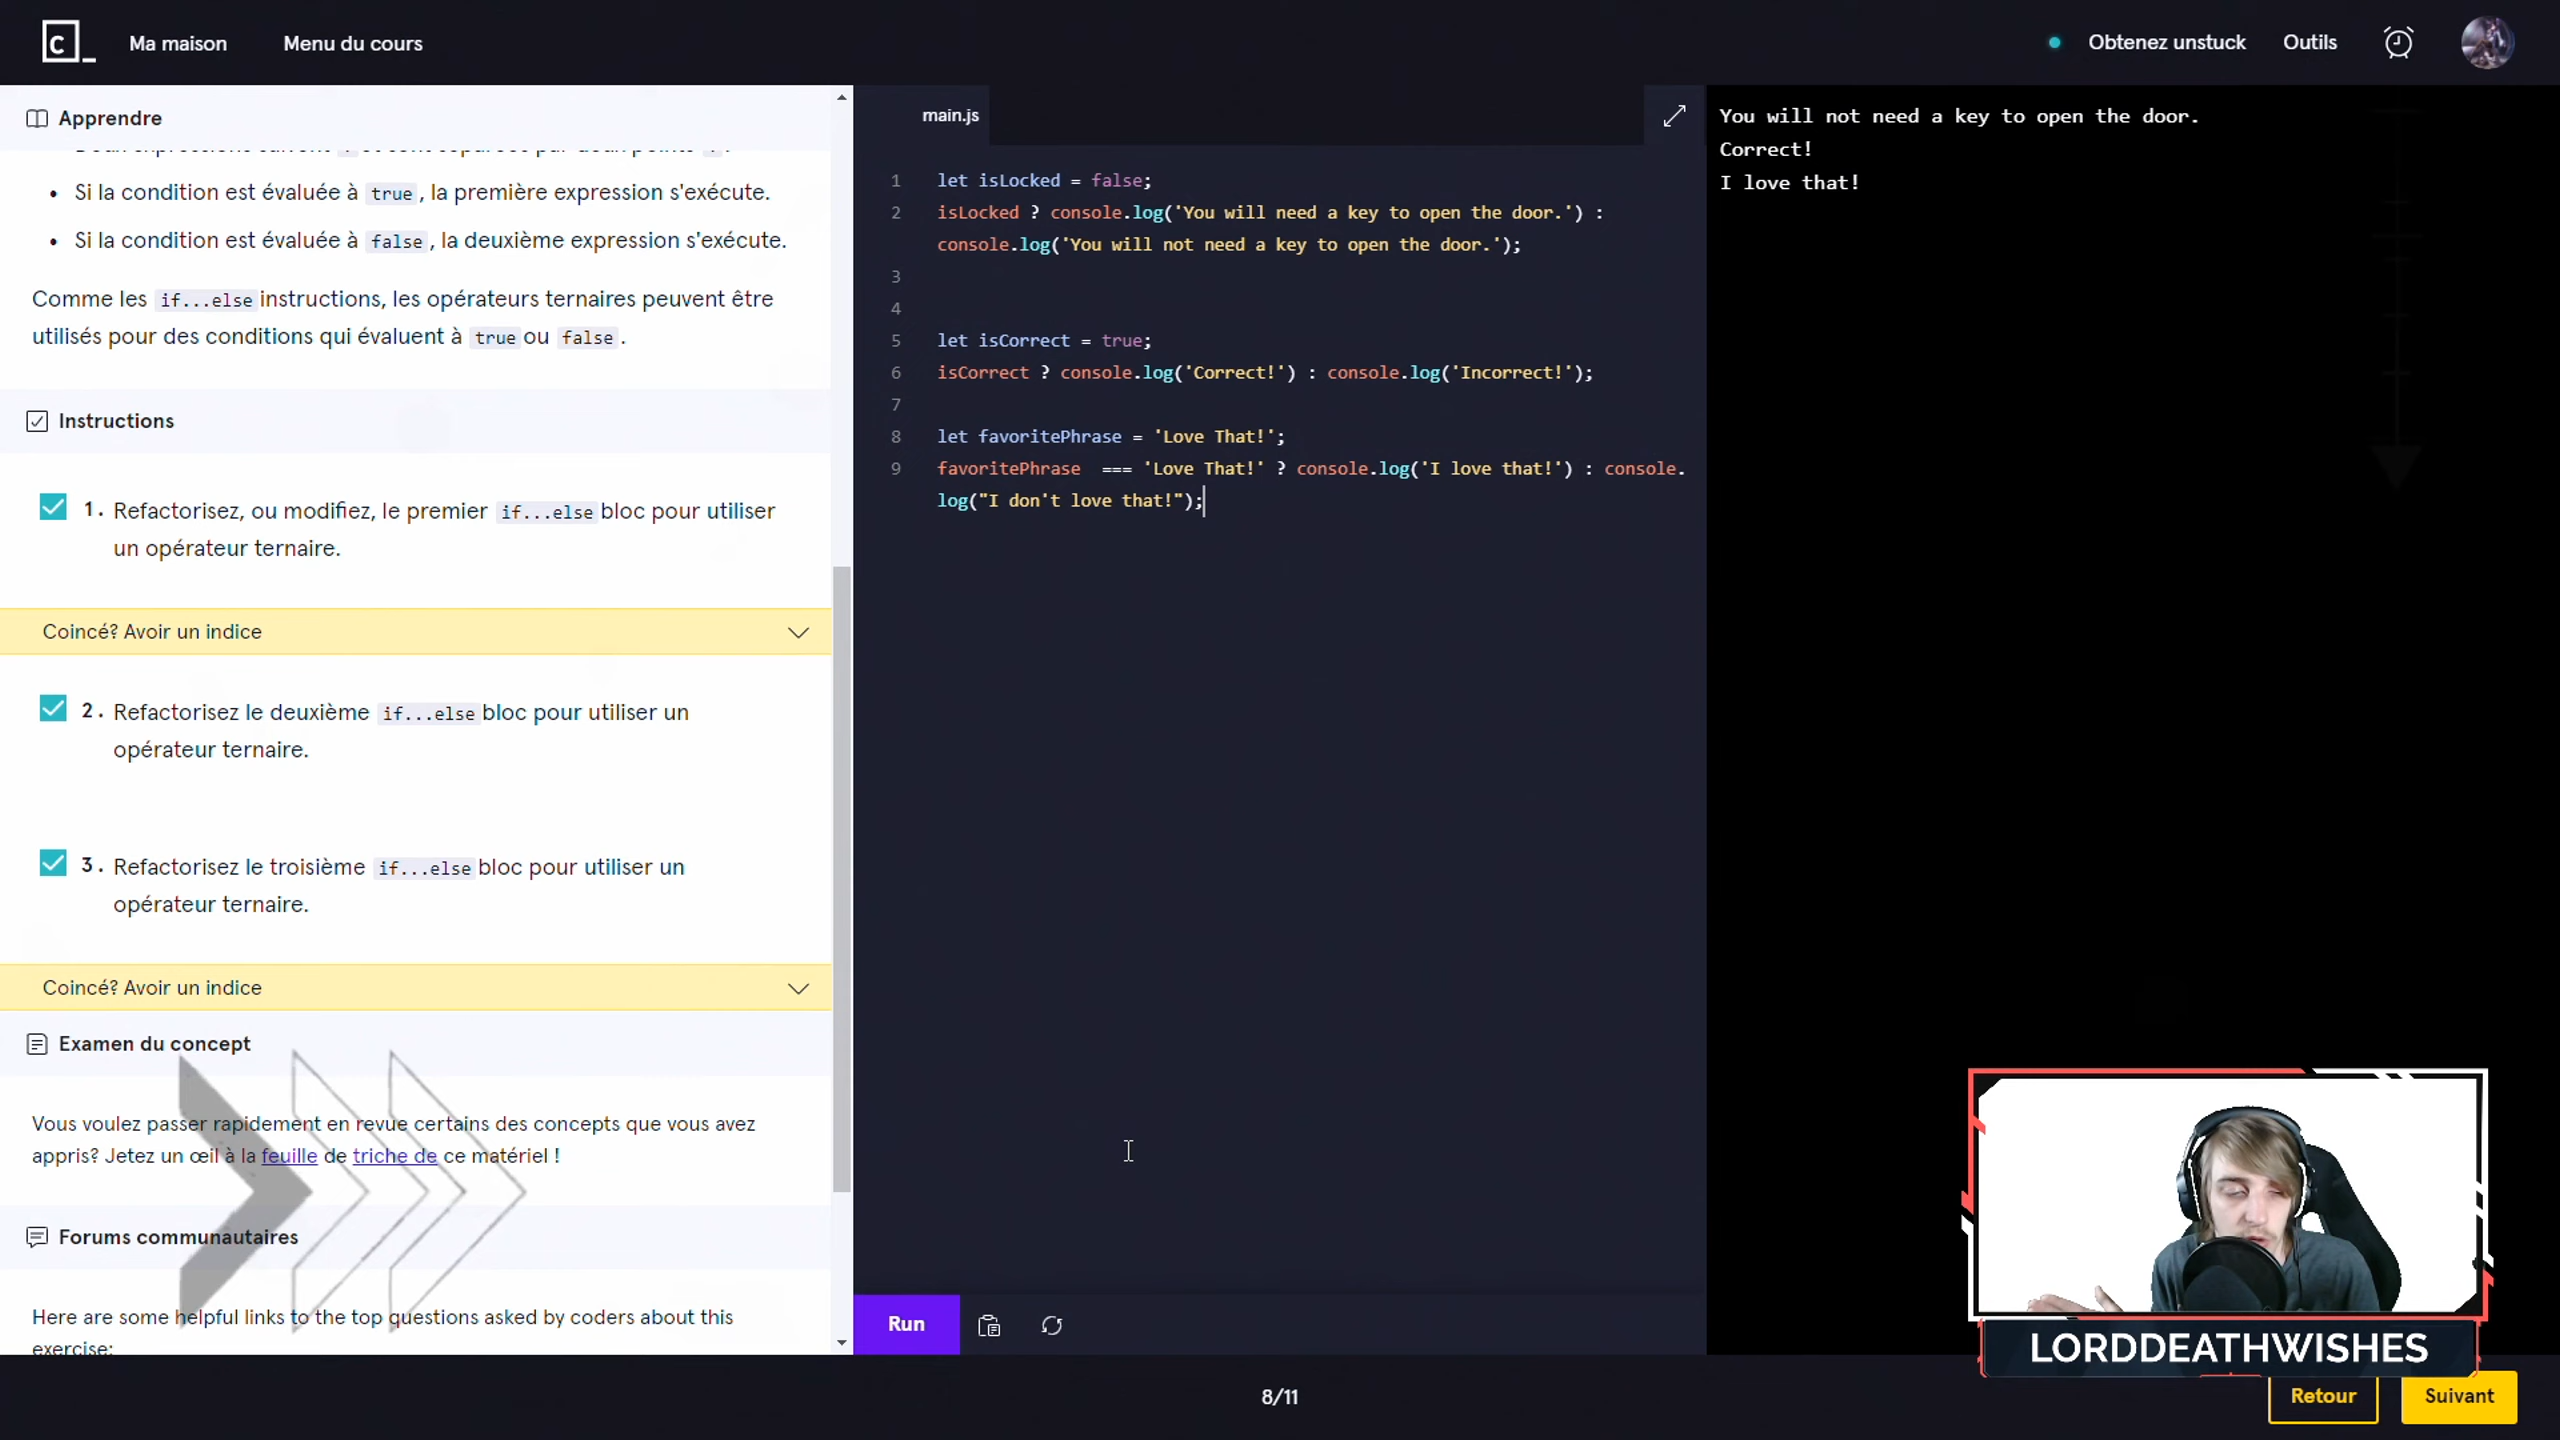 c_
Ma maison
Menu du cours
Obtenez unstuck
Outils
Apprendre
Si la condition est évaluée à true , la première expression s'exécute.
Si la condition est évaluée à false , la deuxième expression s'exécute.
Comme les if...else instructions, les opérateurs ternaires peuvent être
utilisés pour des conditions qui évaluent à true ou false .
Instructions
1. Refactorisez, ou modifiez, le premier if...else bloc pour utiliser
un opérateur ternaire.
Coincé? Avoir un indice
2. Refactorisez le deuxième if...else bloc pour utiliser un
opérateur ternaire.
3. Refactorisez le troisième if...else bloc pour utiliser un
opérateur ternaire.
Coincé? Avoir un indice
Examen du concept
Vous voulez passer rapidement en revue certains des concepts que vous avez
appris? Jetez un œil à la feuille de triche de ce matériel !
Forums communautaires
Here are some helpful links to the top questions asked by coders about this
exercise:
main.js
1 let isLocked = false;
2 isLocked ? console.log('You will need a key to open the door.') :
console.log('You will not need a key to open the door.');
3
4
5 let isCorrect = true;
6 isCorrect ? console.log('Correct!') : console.log('Incorrect!');
7
8 let favoritePhrase = 'Love That!';
9 favoritePhrase  === 'Love That!' ? console.log('I love that!') : console.
log("I don't love that!");
Run
You will not need a key to open the door.
Correct!
I love that!
LORDDEATHWISHES
8/11
Retour
Suivant